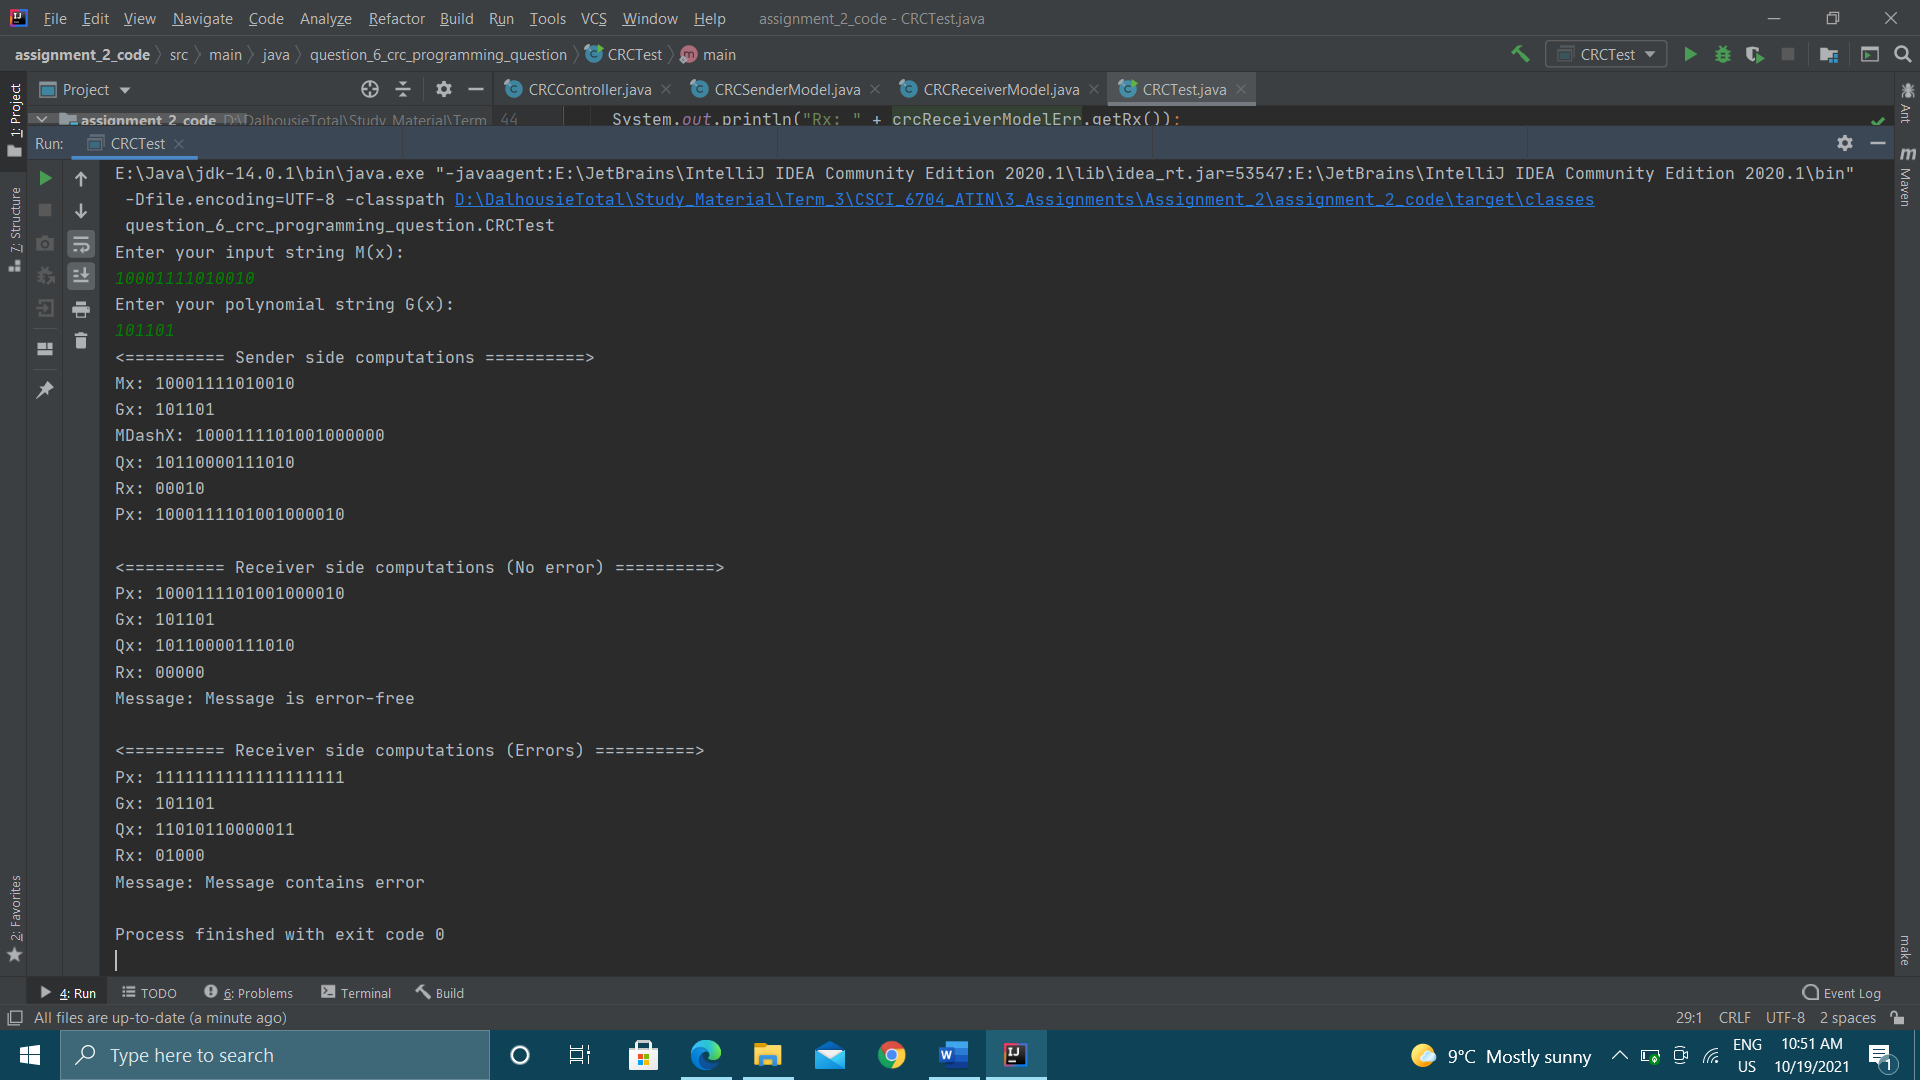 File Edit View Navigate Code Analyze Refactor Build Run Tools VCS Window Help assignment_2_code - CRCTest.java
assignment_2_code src main java question_6_crc_programming_question CRCTest main CRCTest
Project CRCController.java CRCSenderModel.java CRCReceiverModel.java CRCTest.java
assignment_2_code D:\DalhousieTotal\Study_Material\Term 44 System.out.println("Rx: " + crcReceiverModelErr.getRx());
Run: CRCTest
E:\Java\jdk-14.0.1\bin\java.exe "-javaagent:E:\JetBrains\IntelliJ IDEA Community Edition 2020.1\lib\idea_rt.jar=53547:E:\JetBrains\IntelliJ IDEA Community Edition 2020.1\bin"
-Dfile.encoding=UTF-8 -classpath D:\DalhousieTotal\Study_Material\Term_3\CSCI_6704_ATIN\3_Assignments\Assignment_2\assignment_2_code\target\classes
question_6_crc_programming_question.CRCTest
Enter your input string M(x):
10001111010010
Enter your polynomial string G(x):
101101
<========== Sender side computations ==========>
Mx: 10001111010010
Gx: 101101
MDashX: 1000111101001000000
Qx: 10110000111010
Rx: 00010
Px: 1000111101001000010
<========== Receiver side computations (No error) ==========>
Px: 1000111101001000010
Gx: 101101
Qx: 10110000111010
Rx: 00000
Message: Message is error-free
<========== Receiver side computations (Errors) ==========>
Px: 1111111111111111111
Gx: 101101
Qx: 11010110000011
Rx: 01000
Message: Message contains error
Process finished with exit code 0
1: Project
7: Structure
2: Favorites
Ant
Maven
make
4: Run TODO 6: Problems Terminal Build Event Log
All files are up-to-date (a minute ago) 29:1 CRLF UTF-8 2 spaces
Type here to search 9°C Mostly sunny ENG US 10:51 AM 10/19/2021 1